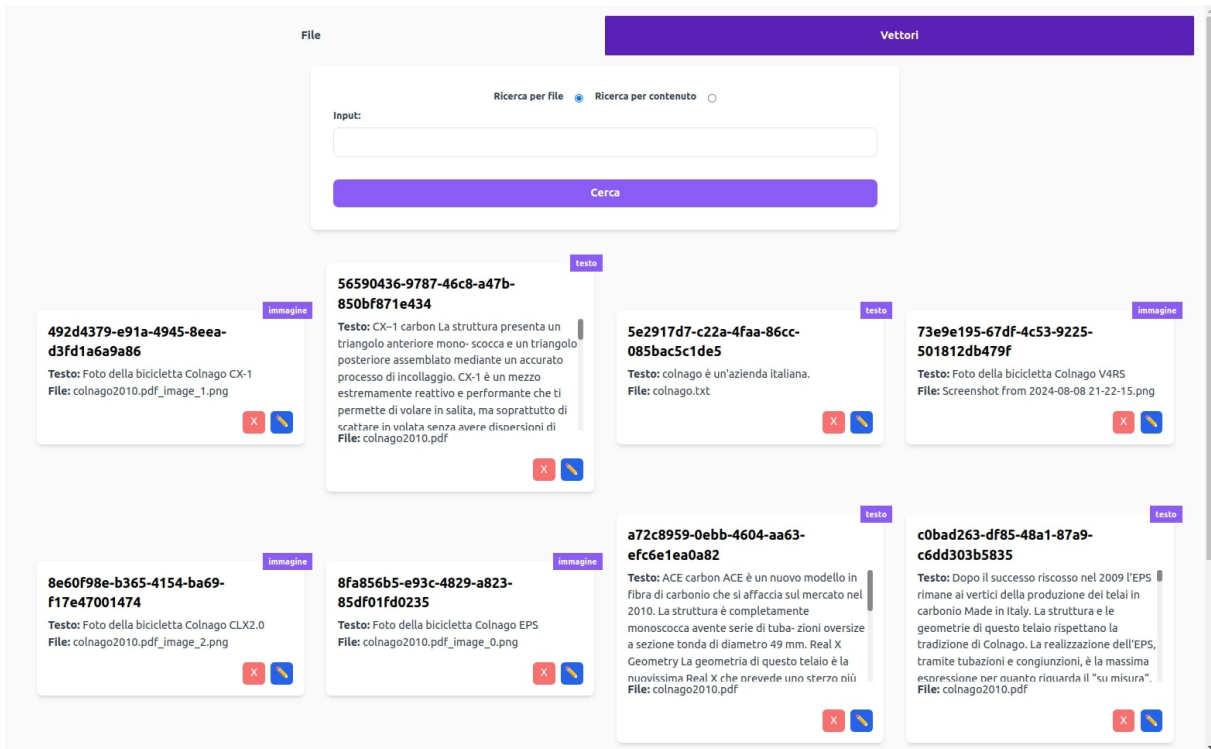 File
Vettori
Ricerca per file
Ricerca per contenuto
Input:
Cerca
immagine
492d4379-e91a-4945-8eea-
d3fd1a6a9a86
Testo: Foto della bicicletta Colnago CX-1
File: colnago2010.pdf_image_1.png
X
testo
56590436-9787-46c8-a47b-
850bf871e434
Testo: CX–1 carbon La struttura presenta un
triangolo anteriore mono- scocca e un triangolo
posteriore assemblato mediante un accurato
processo di incollaggio. CX-1 è un mezzo
estremamente reattivo e performante che ti
permette di volare in salita, ma soprattutto di
scattare in volata senza avere dispersioni di
File: colnago2010.pdf
X
testo
5e2917d7-c22a-4faa-86cc-
085bac5c1de5
Testo: colnago è un'azienda italiana.
File: colnago.txt
X
immagine
73e9e195-67df-4c53-9225-
501812db479f
Testo: Foto della bicicletta Colnago V4RS
File: Screenshot from 2024-08-08 21-22-15.png
X
immagine
8e60f98e-b365-4154-ba69-
f17e47001474
Testo: Foto della bicicletta Colnago CLX2.0
File: colnago2010.pdf_image_2.png
X
immagine
8fa856b5-e93c-4829-a823-
85df01fd0235
Testo: Foto della bicicletta Colnago EPS
File: colnago2010.pdf_image_0.png
X
testo
a72c8959-0ebb-4604-aa63-
efc6e1ea0a82
Testo: ACE carbon ACE è un nuovo modello in
fibra di carbonio che si affaccia sul mercato nel
2010. La struttura è completamente
monoscocca avente serie di tuba- zioni oversize
a sezione tonda di diametro 49 mm. Real X
Geometry La geometria di questo telaio è la
nuovissima Real X che prevede uno sterzo più
File: colnago2010.pdf
X
testo
c0bad263-df85-48a1-87a9-
c6dd303b5835
Testo: Dopo il successo riscosso nel 2009 l’EPS
rimane ai vertici della produzione dei telai in
carbonio Made in Italy. La struttura e le
geometrie di questo telaio rispettano la
tradizione di Colnago. La realizzazione dell’EPS,
tramite tubazioni e congiunzioni, è la massima
espressione per quanto riguarda il “su misura”.
File: colnago2010.pdf
X